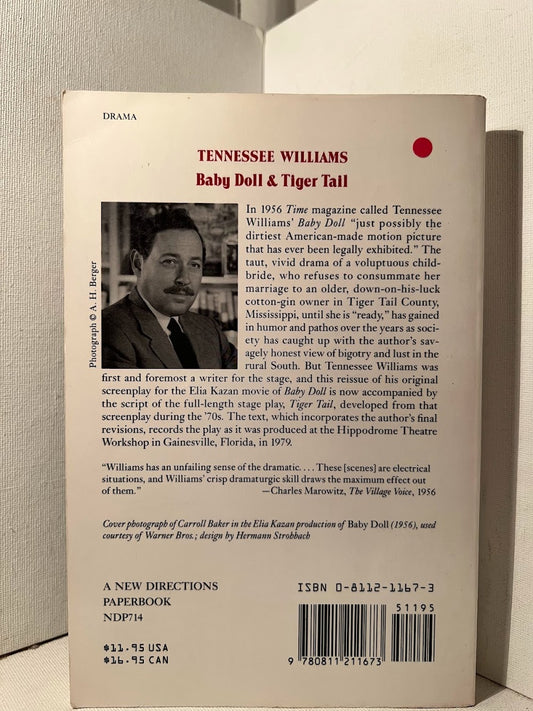 DRAMA
TENNESSEE WILLIAMS
Baby Doll & Tiger Tail
Photograph © A. H. Berger
In 1956 Time magazine called Tennessee
Williams' Baby Doll "just possibly the
dirtiest American-made motion picture
that has ever been legally exhibited." The
taut, vivid drama of a voluptuous child-
bride, who refuses to consummate her
marriage to an older, down-on-his-luck
cotton-gin owner in Tiger Tail County,
Mississippi, until she is "ready," has gained
in humor and pathos over the years as soci-
ety has caught up with the author's sav-
agely honest view of bigotry and lust in the
rural South. But Tennessee Williams was
first and foremost a writer for the stage, and this reissue of his original
screenplay for the Elia Kazan movie of Baby Doll is now accompanied by
the script of the full-length stage play, Tiger Tail, developed from that
screenplay during the '70s. The text, which incorporates the author's final
revisions, records the play as it was produced at the Hippodrome Theatre
Workshop in Gainesville, Florida, in 1979.
"Williams has an unfailing sense of the dramatic. . . . These [scenes] are electrical
situations, and Williams' crisp dramaturgic skill draws the maximum effect out
of them." —Charles Marowitz, The Village Voice, 1956
Cover photograph of Carroll Baker in the Elia Kazan production of Baby Doll (1956), used
courtesy of Warner Bros.; design by Hermann Strohbach
A NEW DIRECTIONS
PAPERBOOK
NDP714
$11.95 USA
$16.95 CAN
ISBN 0-8112-1167-3
51195
9 780811 211673